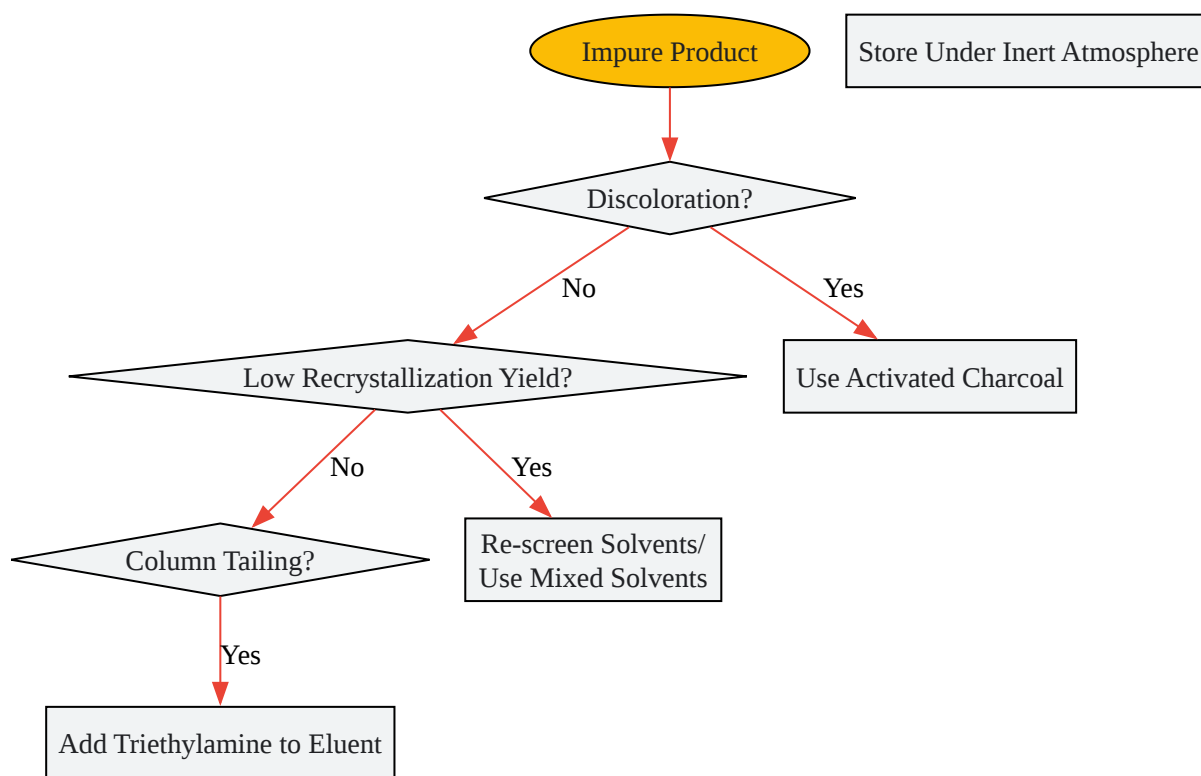 Impure Product
Store Under Inert Atmosphere
Discoloration?
No
Yes
Low Recrystallization Yield?
Use Activated Charcoal
No
Yes
Column Tailing?
Re-screen Solvents/
Use Mixed Solvents
Yes
Add Triethylamine to Eluent